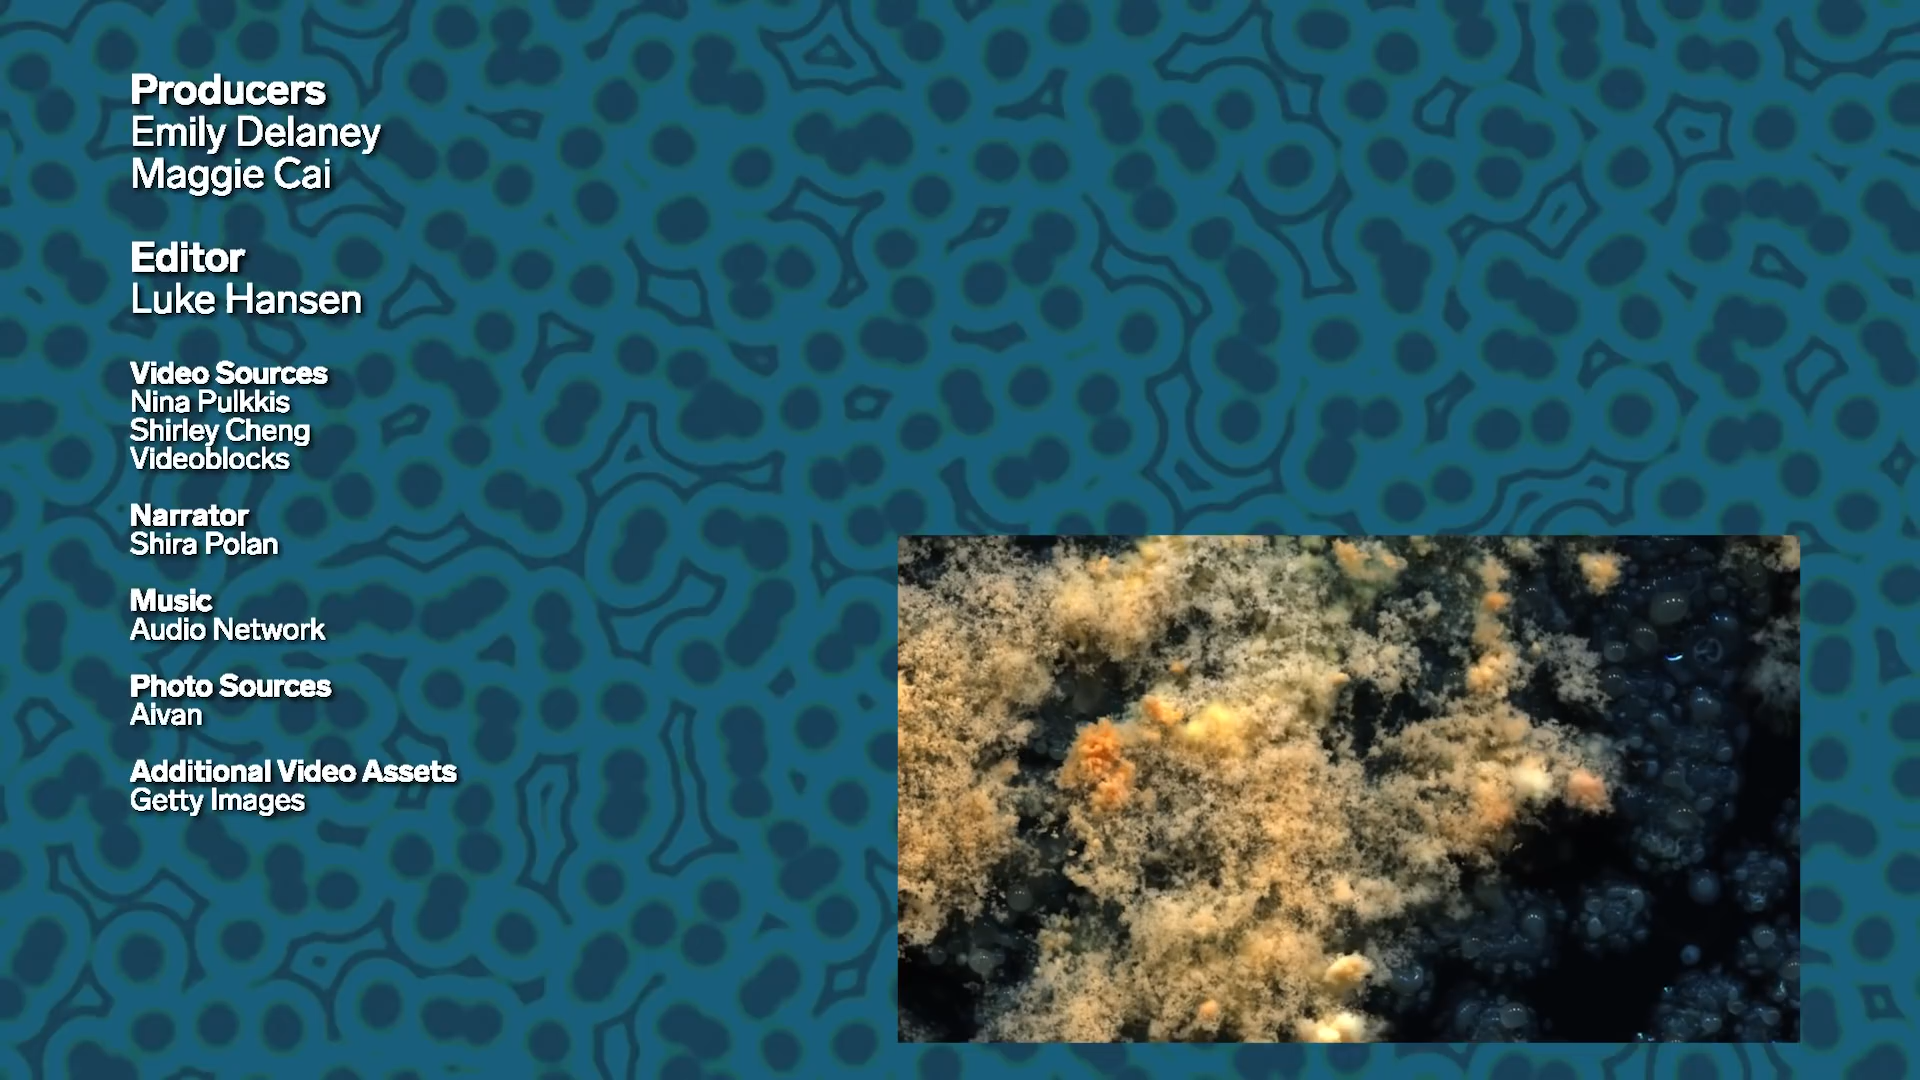 Producers
Emily Delaney
Maggie Cai
Editor
Luke Hansen
Video Sources
Nina Pulkkis
Shirley Cheng
Videoblocks
Narrator
Shira Polan
Music
Audio Network
Photo Sources
Aivan
Additional Video Assets
Getty Images